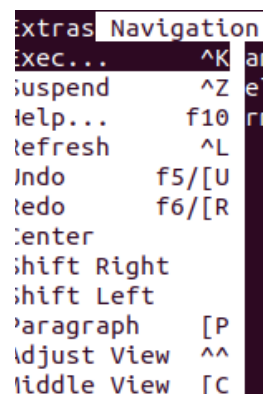 Extras Navigation
Exec... ^K
Suspend ^Z
Help... f10
Refresh ^L
Undo f5/[U
Redo f6/[R
Center
Shift Right
Shift Left
Paragraph [P
Adjust View ^^
Middle View [C